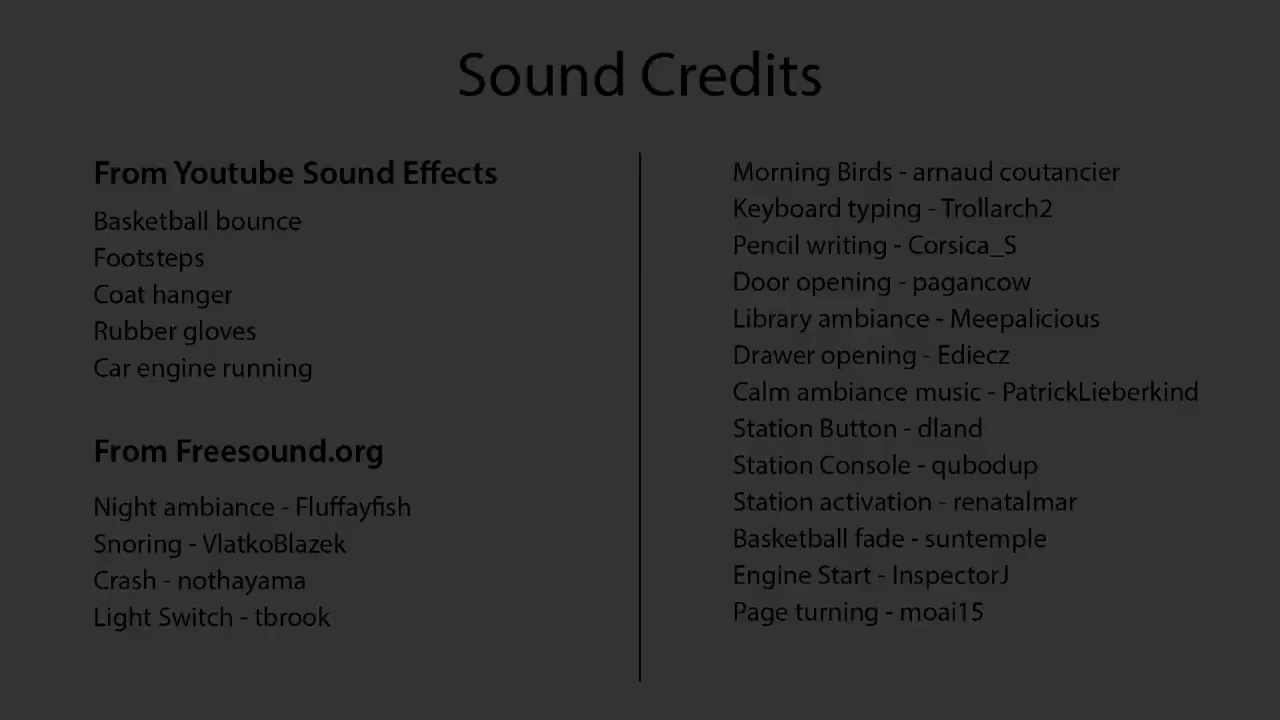 Sound Credits
From Youtube Sound Effects
Basketball bounce
Footsteps
Coat hanger
Rubber gloves
Car engine running
From Freesound.org
Night ambiance - Fluffayfish
Snoring - VlatkoBlazek
Crash - nothayama
Light Switch - tbrook
Morning Birds - arnaud coutancier
Keyboard typing - Trollarch2
Pencil writing - Corsica_S
Door opening - pagancow
Library ambiance - Meepalicious
Drawer opening - Ediecz
Calm ambiance music - PatrickLieberkind
Station Button - dland
Station Console - qubodup
Station activation - renatalmar
Basketball fade - suntemple
Engine Start - InspectorJ
Page turning - moai15